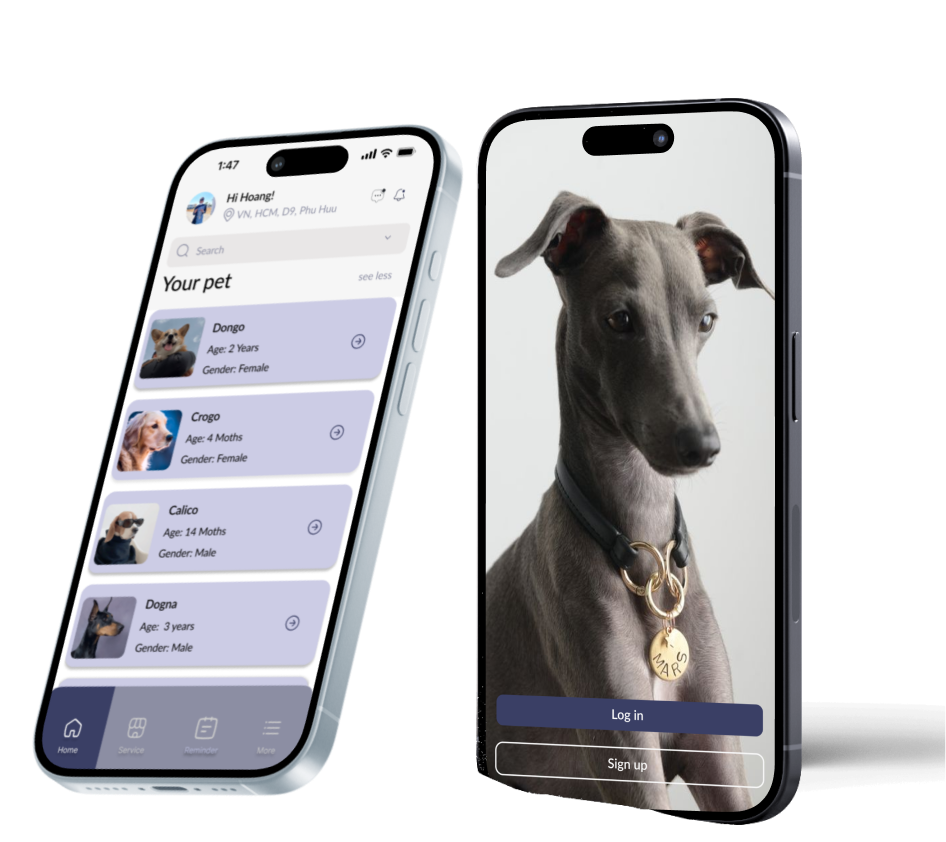 1:47
Hi Hoang!
VN, HCM, D9, Phu Huu
Search
Your pet
see less
Dongo
Age: 2 Years
Gender: Female
Crogo
Age: 4 Moths
Gender: Female
Calico
Age: 14 Moths
Gender: Male
Dogna
Age: 3 years
Gender: Male
Home
Service
Reminder
More
MARS
Log in
Sign up